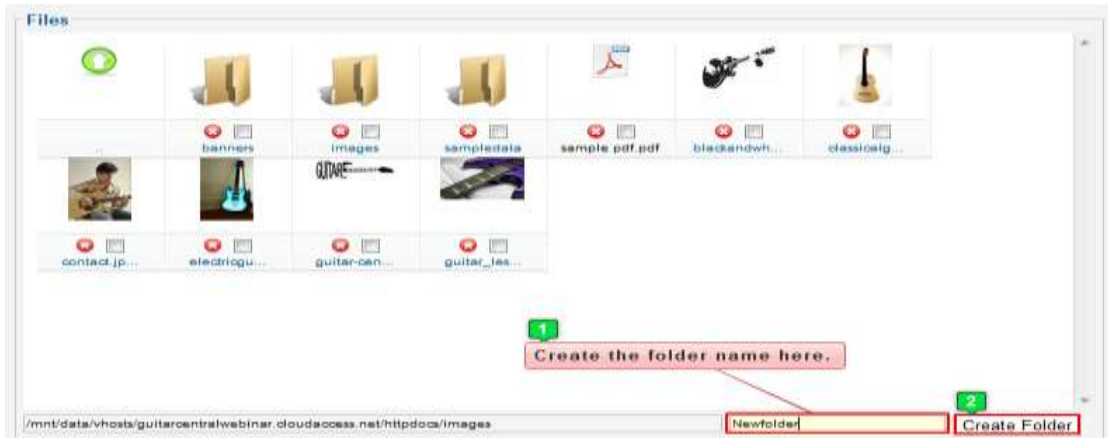 Files
..
banners
images
sampledata
sample pdf.pdf
blackandwh...
classicalg...
GUITAR
contact.jp...
electricgu...
guitar-cen...
guitar_les...
1
Create the folder name here.
2
/mnt/data/vhosts/guitarcentralwebinar.cloudaccess.net/httpdocs/images
Newfolder
Create Folder